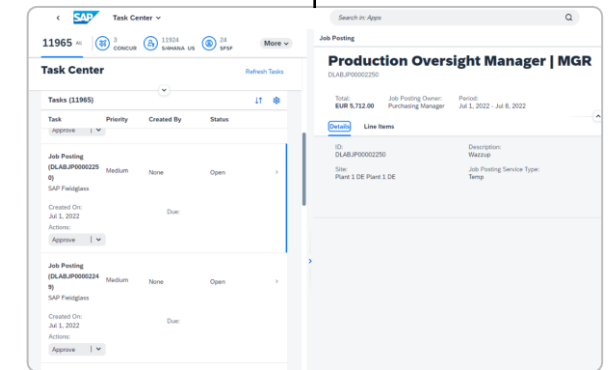 SAP
Task Center
Search in: Apps
11965 All
3
CONCUR
11924
S/4HANA US
24
SFSF
More
Job Posting
Task Center
Refresh Tasks
Production Oversight Manager | MGR
DLABJP00002250
Total:
EUR 5,712.00
Job Posting Owner:
Purchasing Manager
Period:
Jul 1, 2022 - Jul 8, 2022
Tasks (11965)
Task
Priority
Created By
Status
Details
Line Items
Approve
ID:
DLABJP00002250
Description:
Wazzup
Site:
Plant 1 DE Plant 1 DE
Job Posting Service Type:
Temp
Job Posting
(DLABJP0000225
0)
Medium
None
Open
SAP Fieldglass
Created On:
Jul 1, 2022
Due:
Actions:
Approve
Job Posting
(DLABJP0000224
9)
Medium
None
Open
SAP Fieldglass
Created On:
Jul 1, 2022
Due:
Actions:
Approve